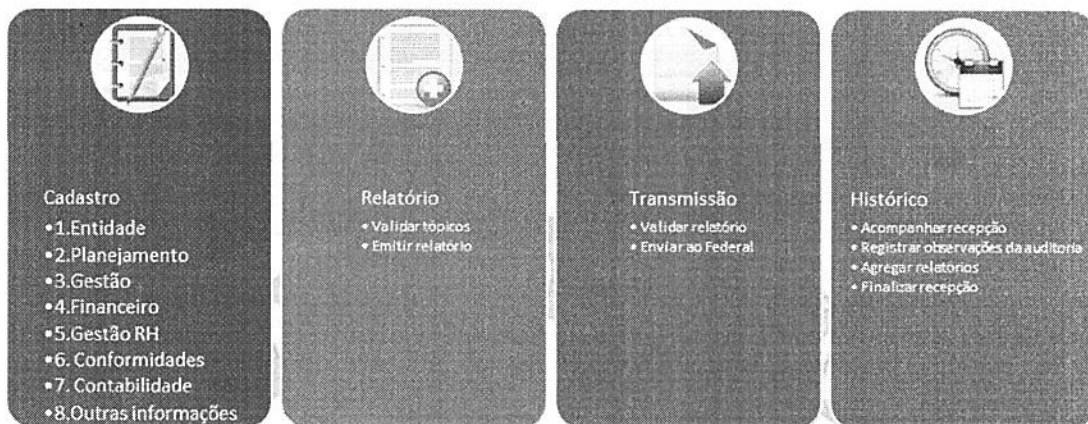 Cadastro
•1.Entidade
•2.Planejamento
•3.Gestão
•4.Financeiro
•5.Gestão RH
•6. Conformidades
•7. Contabilidade
•8.Outras informações
Relatório
• Validar tópicos
• Emitir relatório
Transmissão
• Validar relatório
• Enviar ao Federal
Histórico
• Acompanhar recepção
• Registrar observações da auditoria
• Agregar relatórios
• Finalizar recepção